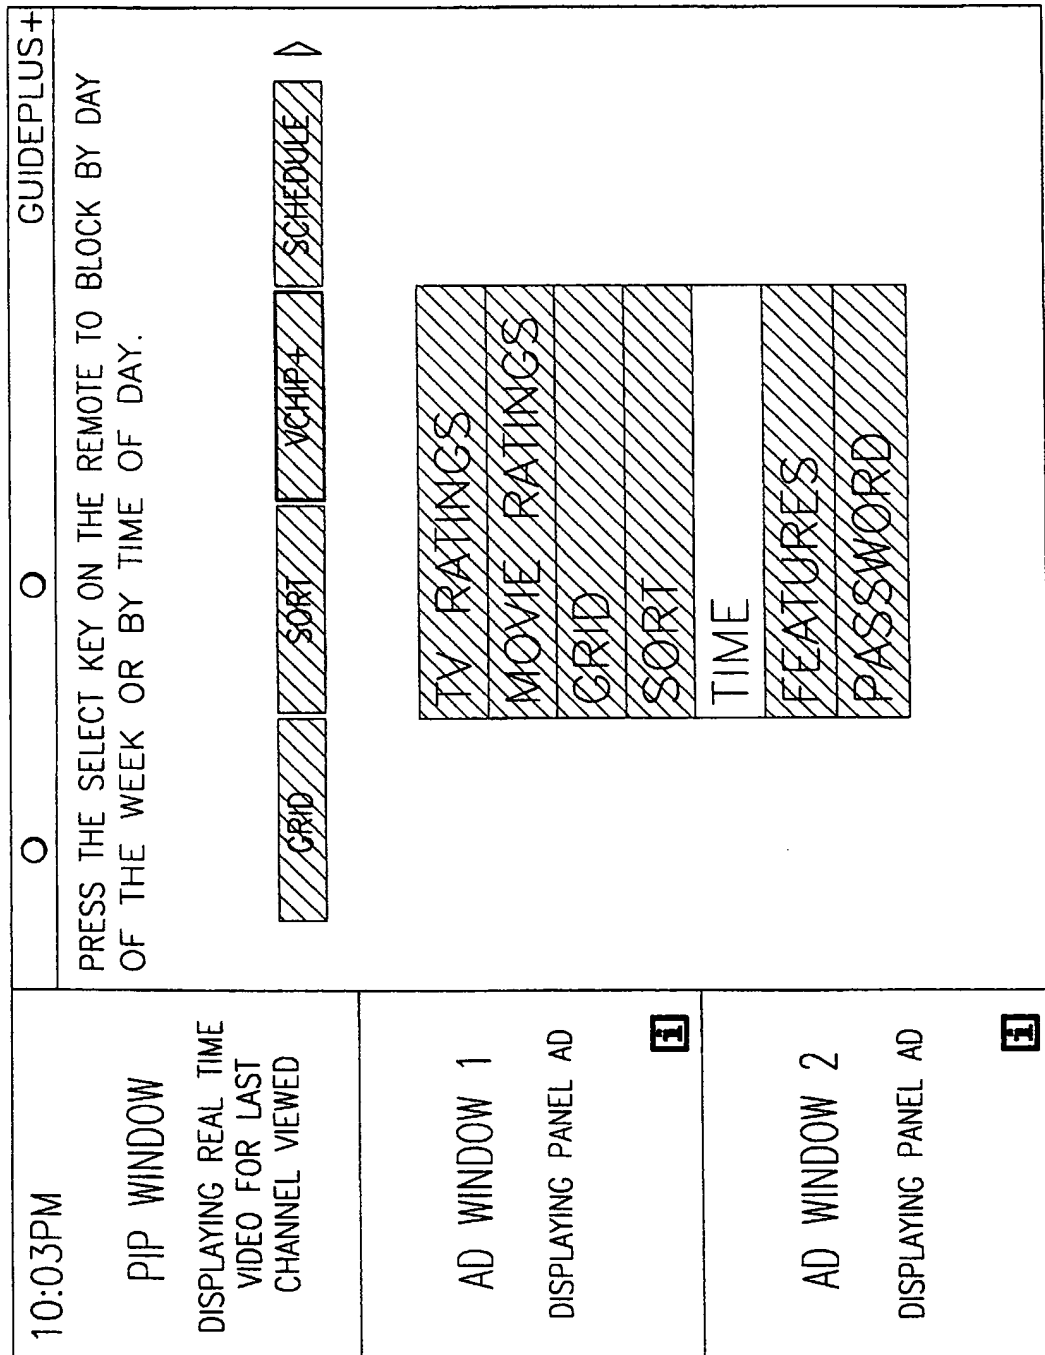 10:03PM
GUIDEPLUS+
PIP WINDOW
DISPLAYING REAL TIME
VIDEO FOR LAST
CHANNEL VIEWED
AD WINDOW 1
DISPLAYING PANEL AD
i
AD WINDOW 2
DISPLAYING PANEL AD
i
PRESS THE SELECT KEY ON THE REMOTE TO BLOCK BY DAY
OF THE WEEK OR BY TIME OF DAY.
GRID SORT VCHIP+ SCHEDULE
TV RATINGS
MOVIE RATINGS
GRID
SORT
TIME
FEATURES
PASSWORD